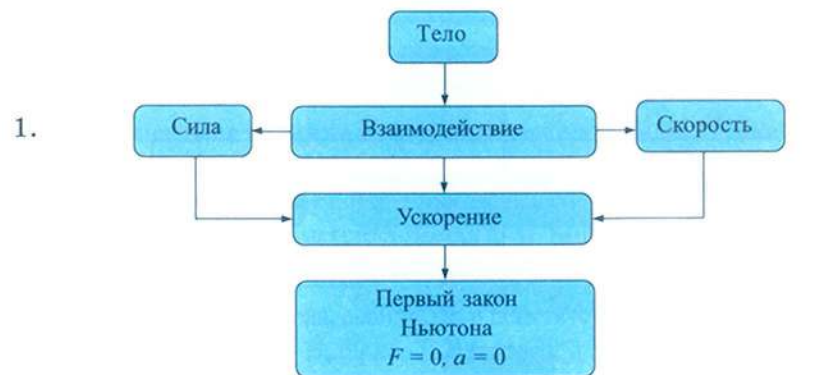 Тело
1.
Сила
Взаимодействие
Скорость
Ускорение
Первый закон
Ньютона
F = 0, a = 0